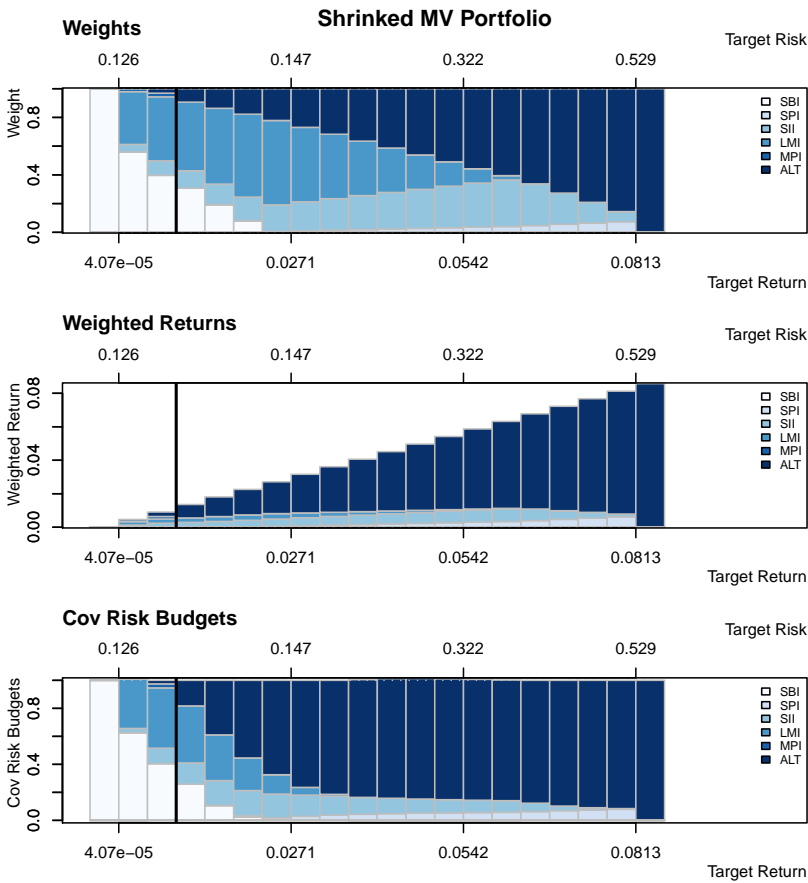 Shrinked MV Portfolio
Weights
Target Risk
0.126 0.147 0.322 0.529
Weight
0.0 0.4 0.8
SBI
SPI
SII
LMI
MPI
ALT
4.07e−05 0.0271 0.0542 0.0813
Target Return
Weighted Returns
Target Risk
0.126 0.147 0.322 0.529
Weighted Return
0.00 0.04 0.08
SBI
SPI
SII
LMI
MPI
ALT
4.07e−05 0.0271 0.0542 0.0813
Target Return
Cov Risk Budgets
Target Risk
0.126 0.147 0.322 0.529
Cov Risk Budgets
0.0 0.4 0.8
SBI
SPI
SII
LMI
MPI
ALT
4.07e−05 0.0271 0.0542 0.0813
Target Return